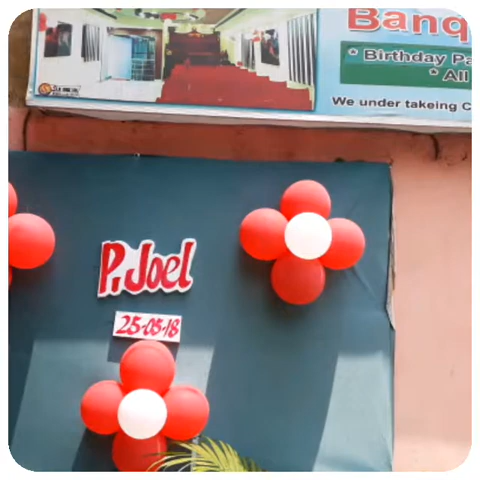 Banq
* Birthday Pa
* All
We under takeing C
P. Joel
25-05-18